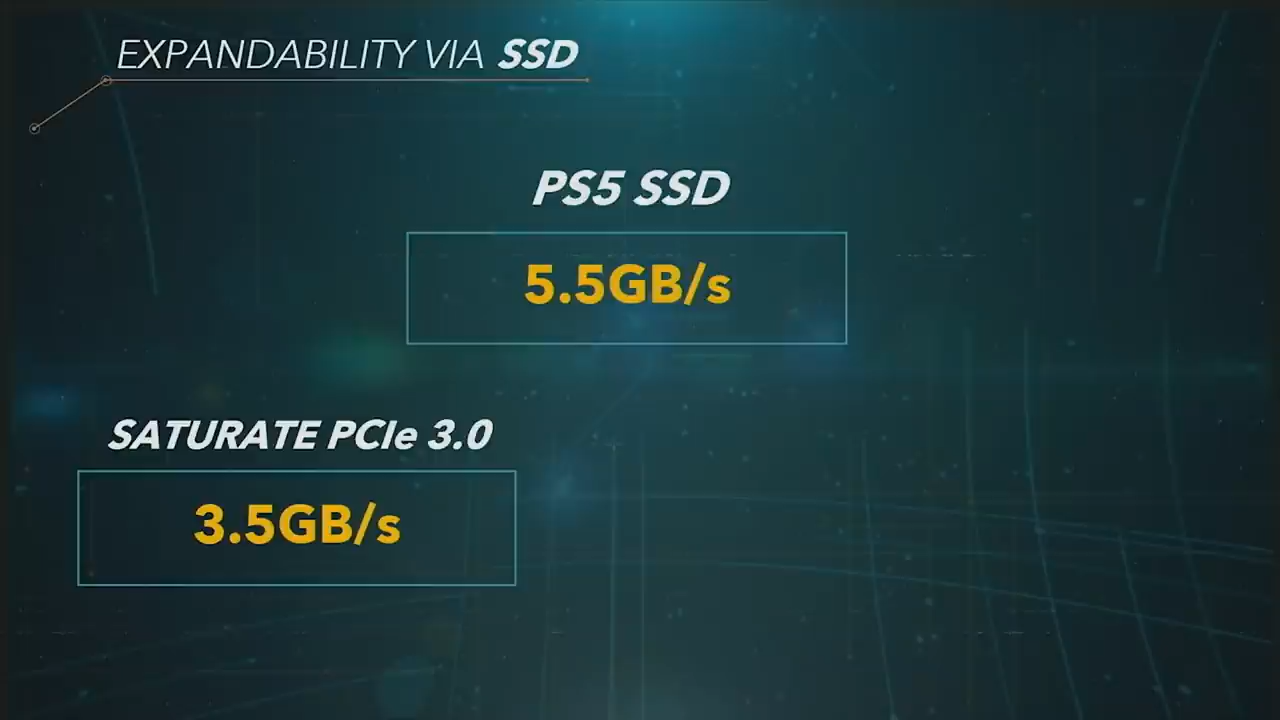 EXPANDABILITY VIA SSD
PS5 SSD
5.5GB/s
SATURATE PCIe 3.0
3.5GB/s